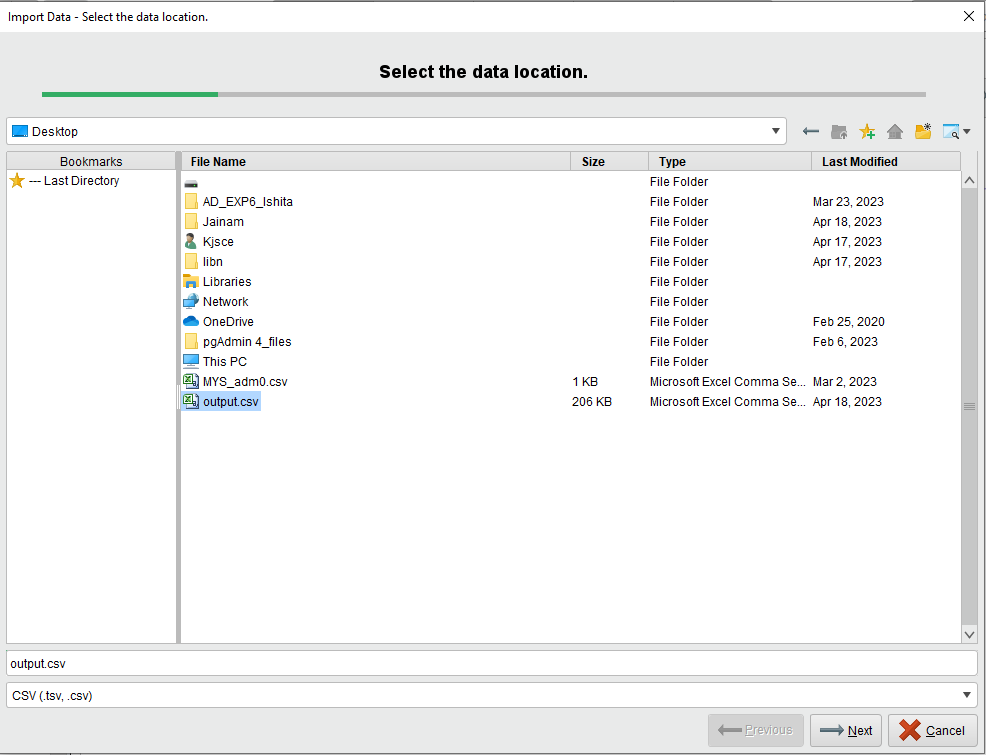 Import Data - Select the data location.
Select the data location.
Desktop
Bookmarks File Name Size Type Last Modified
--- Last Directory
File Folder
AD_EXP6_Ishita File Folder Mar 23, 2023
Jainam File Folder Apr 18, 2023
Kjsce File Folder Apr 17, 2023
libn File Folder Apr 17, 2023
Libraries File Folder
Network File Folder
OneDrive File Folder Feb 25, 2020
pgAdmin 4_files File Folder Feb 6, 2023
This PC File Folder
MYS_adm0.csv 1 KB Microsoft Excel Comma Se... Mar 2, 2023
output.csv 206 KB Microsoft Excel Comma Se... Apr 18, 2023
output.csv
CSV (.tsv, .csv)
Previous Next Cancel